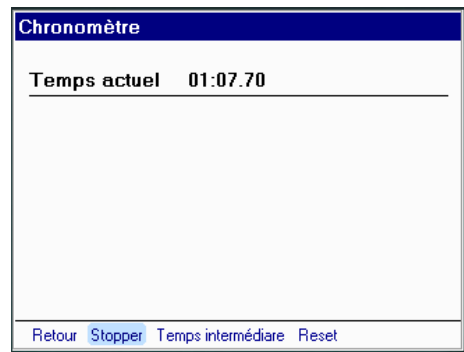 Chronomètre
Temps actuel 01:07.70
Retour Stopper Temps intermédiare Reset